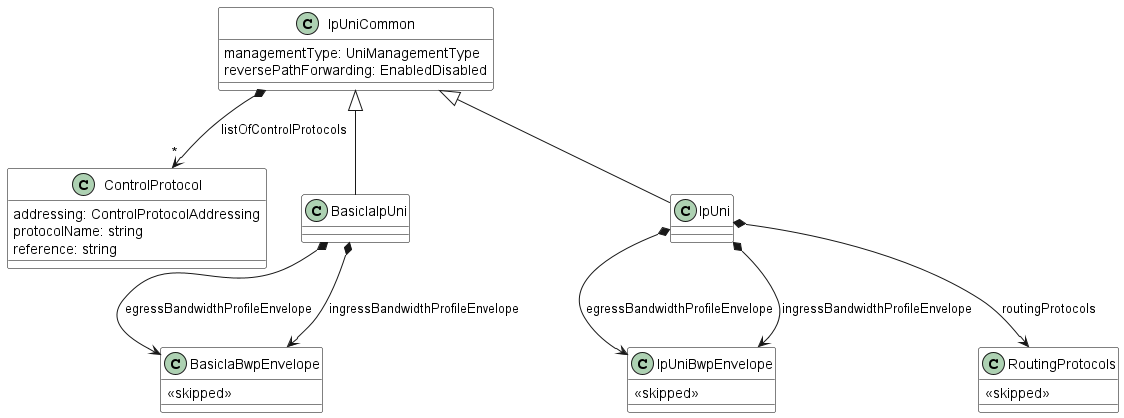 C IpUniCommon
managementType: UniManagementType
reversePathForwarding: EnabledDisabled
listOfControlProtocols
*
C ControlProtocol
addressing: ControlProtocolAddressing
protocolName: string
reference: string
C BasicIaIpUni
C IpUni
egressBandwidthProfileEnvelope
ingressBandwidthProfileEnvelope
egressBandwidthProfileEnvelope
ingressBandwidthProfileEnvelope
routingProtocols
C BasicIaBwpEnvelope
«skipped»
C IpUniBwpEnvelope
«skipped»
C RoutingProtocols
«skipped»